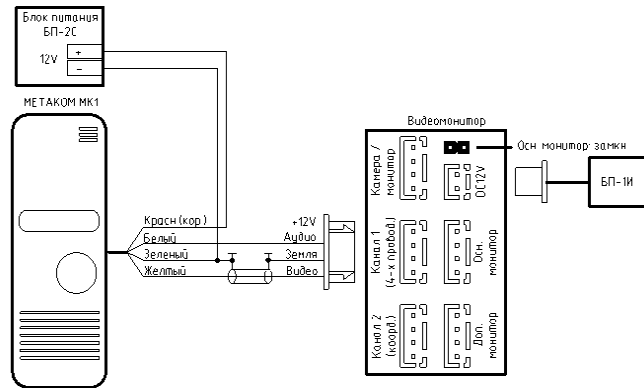 Блок питания
БП-2С
12V
+
−
МЕТАКОМ МК1
Красн(кор.)
Белый
Зеленый
Желтый
+12V
Аудио
Земля
Видео
Видеомонитор
Камера /
монитор
DC12V
Осн монитор: замкн
БП-1И
Канал 1
(4-х провод.)
Осн.
монитор
Канал 2
(коорд.)
Доп.
монитор